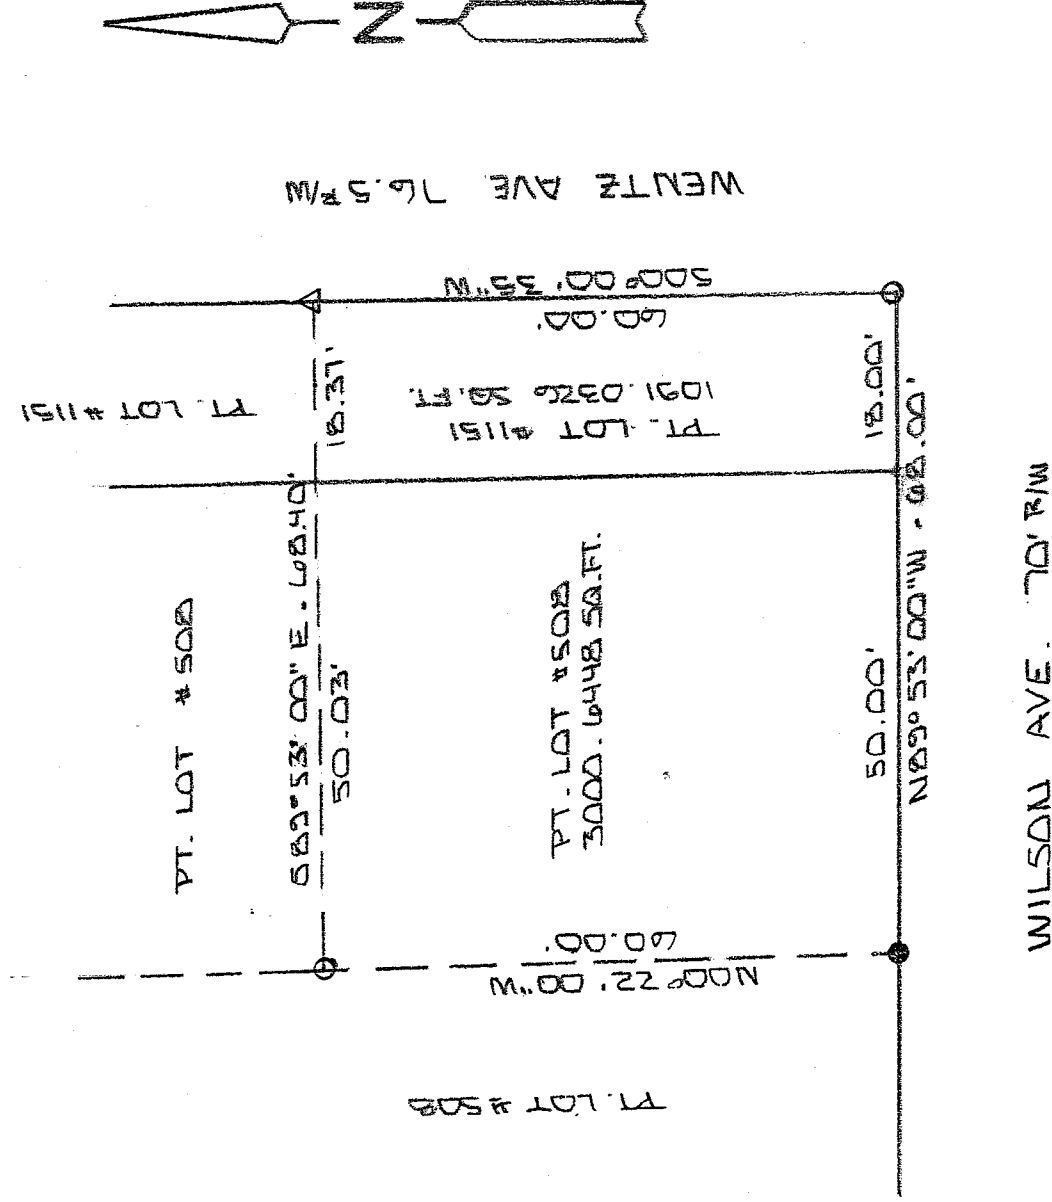 N
WENTZ AVE 76.5 R/W
S00° 00' 35"W
60.00'
PT. LOT #1151
18.37'
PT. LOT #1151
1091.0326 SQ.FT.
18.00'
S89° 53' 00" E . 68.40'
50.03'
PT. LOT #508
PT. LOT #508
3000.6448 SQ.FT.
50.00'
N89° 53' 00"W . 68.00'
WILSON AVE. 70' R/W
60.00'
N00° 22' 00"W
PT. LOT #508